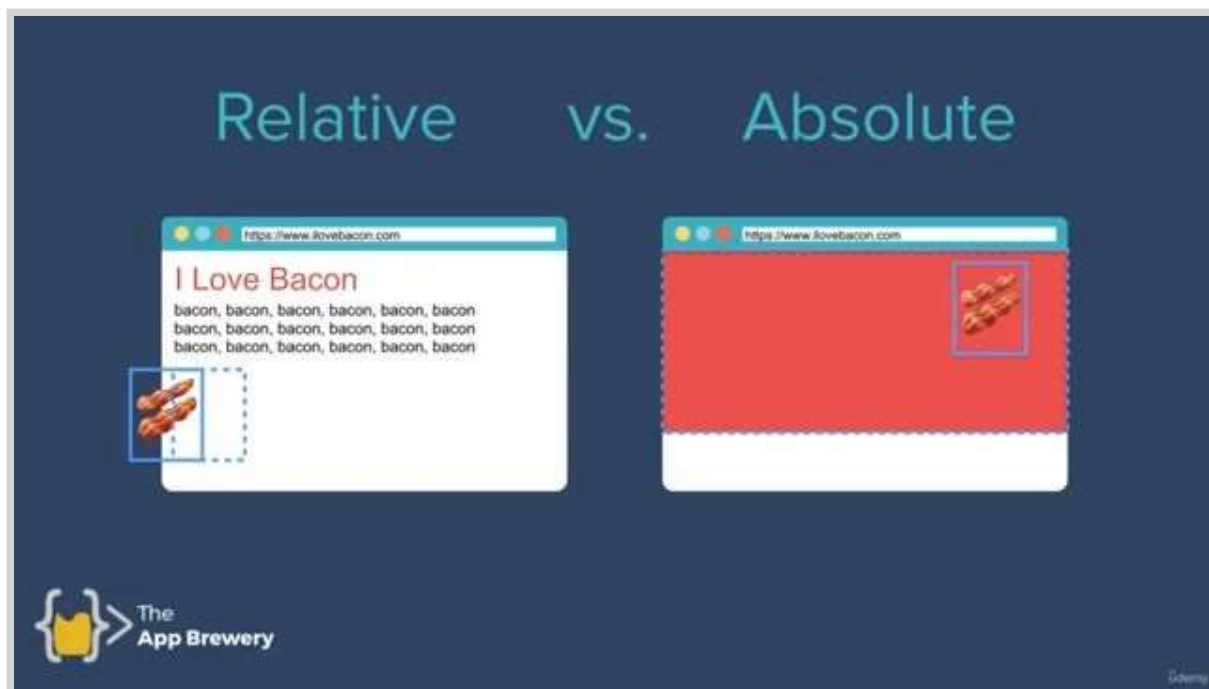 Relative vs. Absolute
https://www.ilovebacon.com
I Love Bacon
bacon, bacon, bacon, bacon, bacon, bacon
bacon, bacon, bacon, bacon, bacon, bacon
bacon, bacon, bacon, bacon, bacon, bacon
https://www.ilovebacon.com
The
App Brewery
Udemy